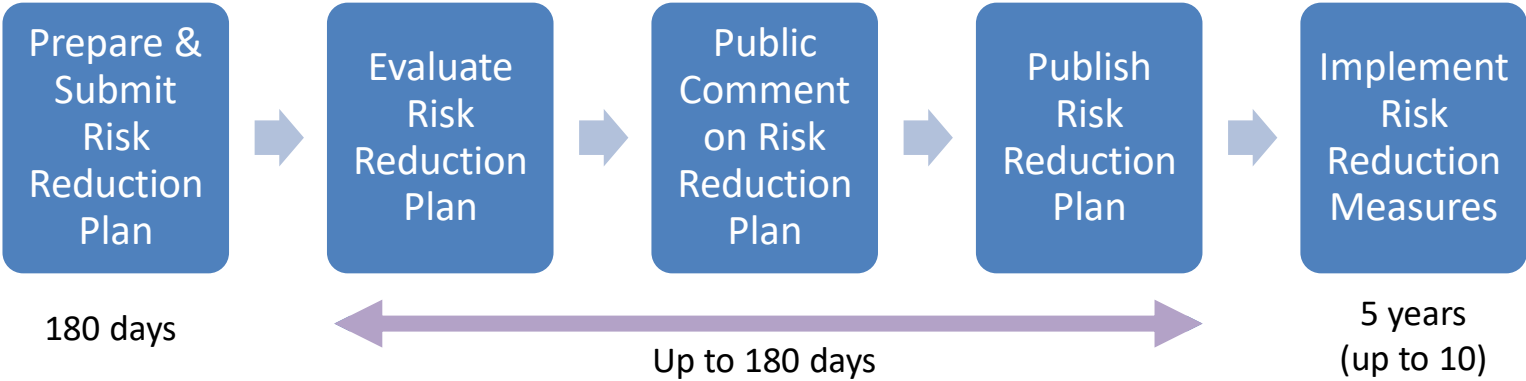 Prepare &
Submit
Risk
Reduction
Plan
Evaluate
Risk
Reduction
Plan
Public
Comment
on Risk
Reduction
Plan
Publish
Risk
Reduction
Plan
Implement
Risk
Reduction
Measures
180 days
Up to 180 days
5 years
(up to 10)